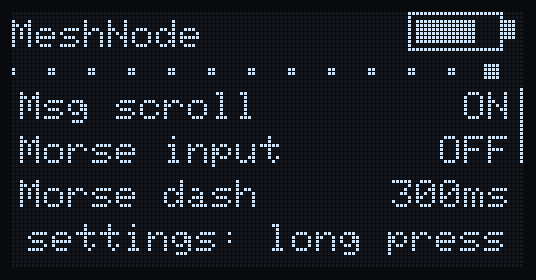 MeshNode
Msg scroll ON
Morse input OFF
Morse dash 300ms
settings: long press